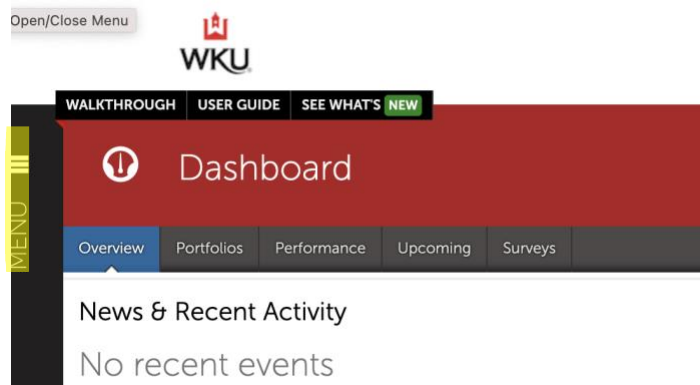 Open/Close Menu
WKU
WALKTHROUGH USER GUIDE SEE WHAT'S NEW
MENU
Dashboard
Overview Portfolios Performance Upcoming Surveys
News & Recent Activity
No recent events